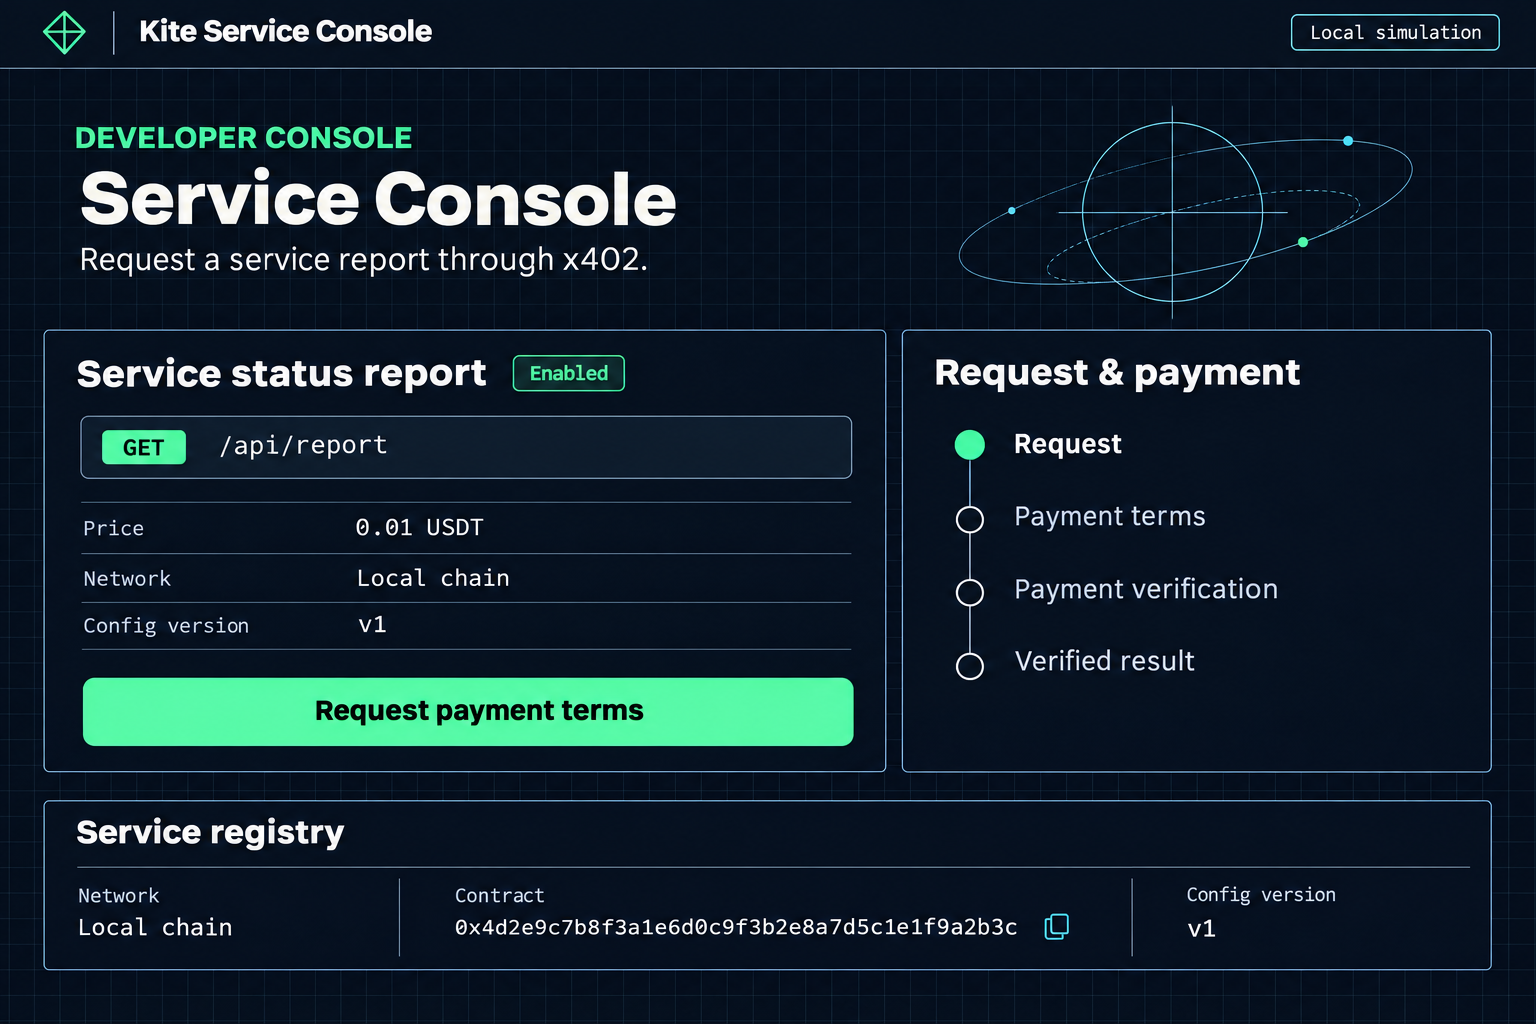 Kite Service Console
Local simulation
DEVELOPER CONSOLE
Service Console
Request a service report through x402.
Service status report
Enabled
GET /api/report
Price 0.01 USDT
Network Local chain
Config version v1
Request payment terms
Request & payment
Request
Payment terms
Payment verification
Verified result
Service registry
Network
Local chain
Contract
0x4d2e9c7b8f3a1e6d0c9f3b2e8a7d5c1e1f9a2b3c
Config version
v1